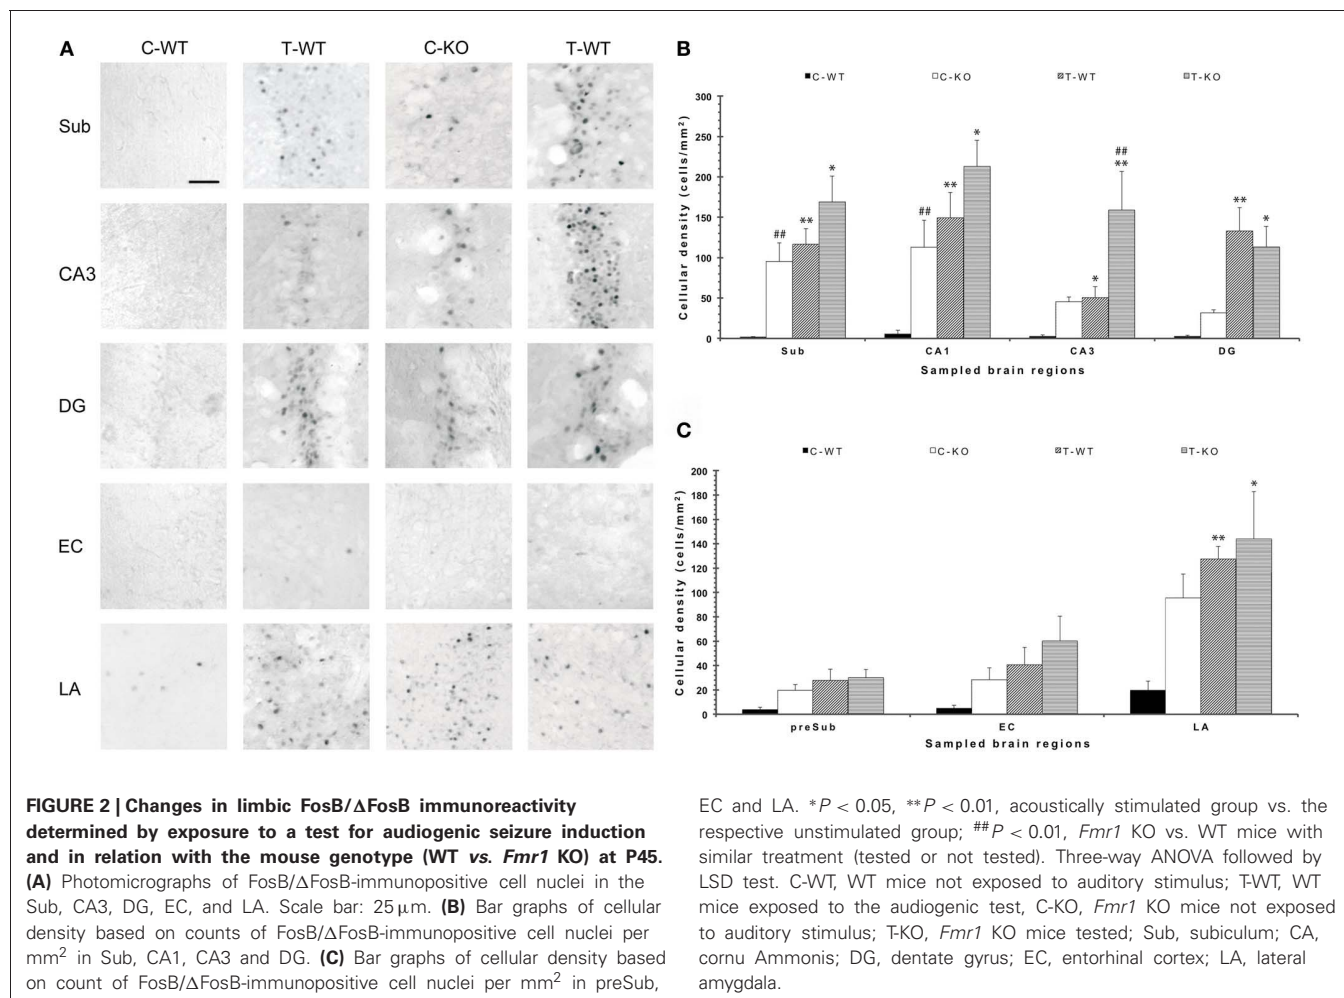 A
C-WT T-WT C-KO T-WT
Sub
CA3
DG
EC
LA
B
C-WT C-KO T-WT T-KO
Cellular density (cells/mm²)
300
250
200
150
100
50
0
## ** *
## ** *
* ## **
** *
Sub CA1 CA3 DG
Sampled brain regions
C
C-WT C-KO T-WT T-KO
Cellular density (cells/mm²)
200
180
160
140
120
100
80
60
40
20
0
** *
preSub EC LA
Sampled brain regions
FIGURE 2 | Changes in limbic FosB/ΔFosB immunoreactivity
determined by exposure to a test for audiogenic seizure induction
and in relation with the mouse genotype (WT vs. Fmr1 KO) at P45.
(A) Photomicrographs of FosB/ΔFosB-immunopositive cell nuclei in the
Sub, CA3, DG, EC, and LA. Scale bar: 25 μm. (B) Bar graphs of cellular
density based on counts of FosB/ΔFosB-immunopositive cell nuclei per
mm² in Sub, CA1, CA3 and DG. (C) Bar graphs of cellular density based
on count of FosB/ΔFosB-immunopositive cell nuclei per mm² in preSub,
EC and LA. *P < 0.05, **P < 0.01, acoustically stimulated group vs. the
respective unstimulated group; ##P < 0.01, Fmr1 KO vs. WT mice with
similar treatment (tested or not tested). Three-way ANOVA followed by
LSD test. C-WT, WT mice not exposed to auditory stimulus; T-WT, WT
mice exposed to the audiogenic test, C-KO, Fmr1 KO mice not exposed
to auditory stimulus; T-KO, Fmr1 KO mice tested; Sub, subiculum; CA,
cornu Ammonis; DG, dentate gyrus; EC, entorhinal cortex; LA, lateral
amygdala.